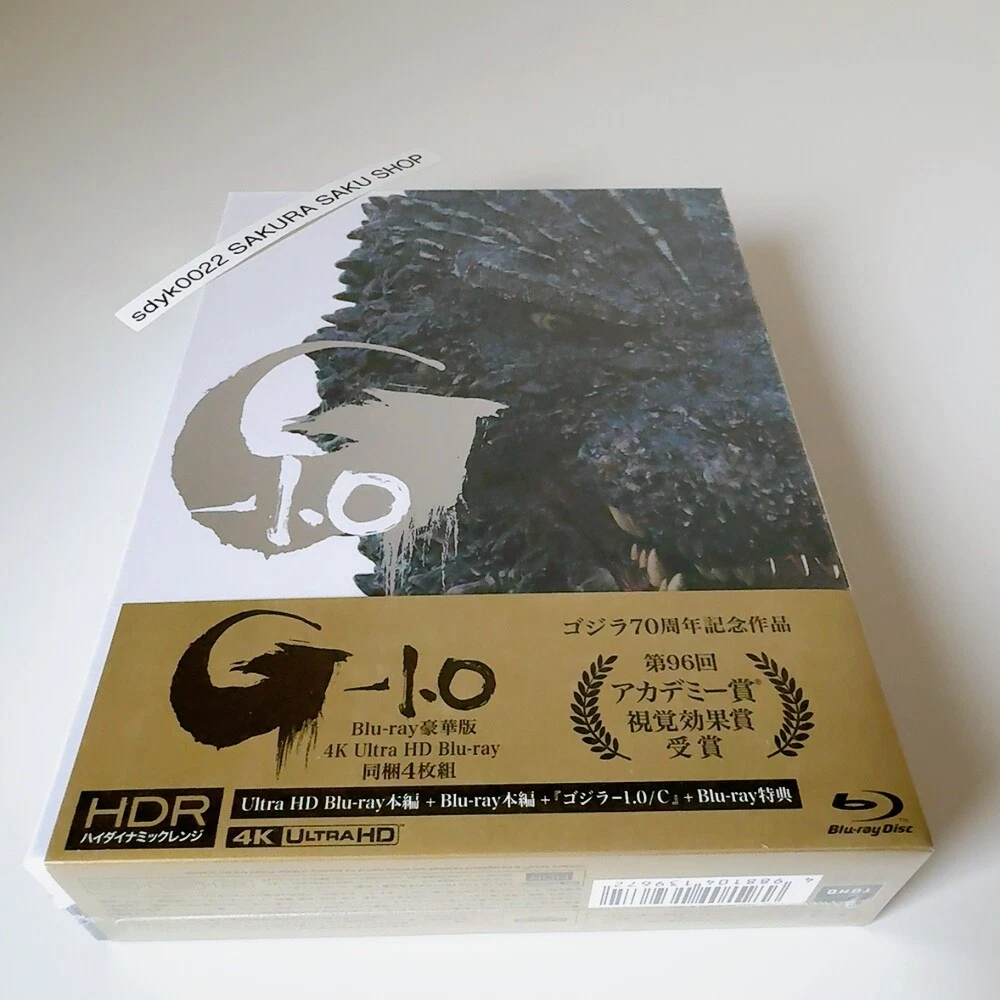 sdyk0022 SAKURA SAKU SHOP
G
-1.0
G -1.0
Blu-ray豪華版
4K Ultra HD Blu-ray
同梱4枚組
ゴジラ70周年記念作品
第96回
アカデミー賞®
視覚効果賞
受賞
HDR
ハイダイナミックレンジ
Ultra HD Blu-ray本編 + Blu-ray本編 +『ゴジラ-1.0/C』+ Blu-ray特典
4K ULTRA HD
Blu-ray Disc™
4 988104 139672
TOHO